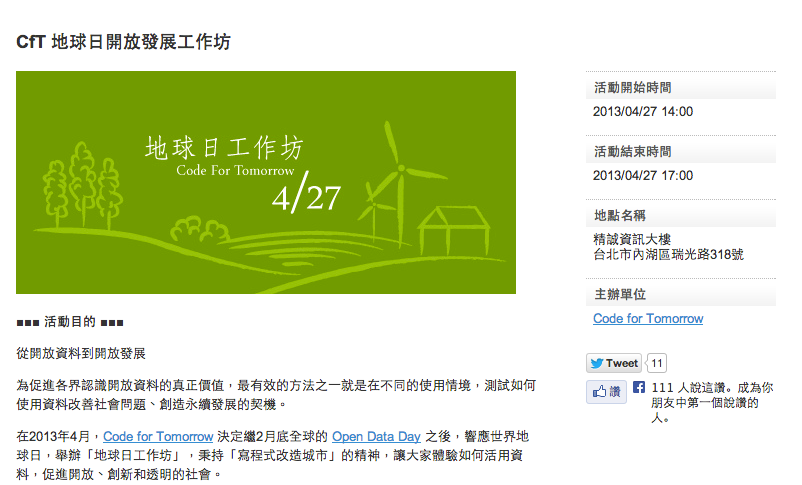 CfT 地球日開放發展工作坊
地球日工作坊
Code For Tomorrow
4/27
■■■ 活動目的 ■■■
從開放資料到開放發展
為促進各界認識開放資料的真正價值，最有效的方法之一就是在不同的使用情境，測試如何
使用資料改善社會問題、創造永續發展的契機。
在2013年4月，Code for Tomorrow 決定繼2月底全球的 Open Data Day 之後，響應世界地
球日，舉辦「地球日工作坊」，秉持「寫程式改造城市」的精神，讓大家體驗如何活用資
料，促進開放、創新和透明的社會。
活動開始時間
2013/04/27 14:00
活動結束時間
2013/04/27 17:00
地點名稱
精誠資訊大樓
台北市內湖區瑞光路318號
主辦單位
Code for Tomorrow
Tweet 11
讚 111 人說這讚。成為你
朋友中第一個說讚的
人。